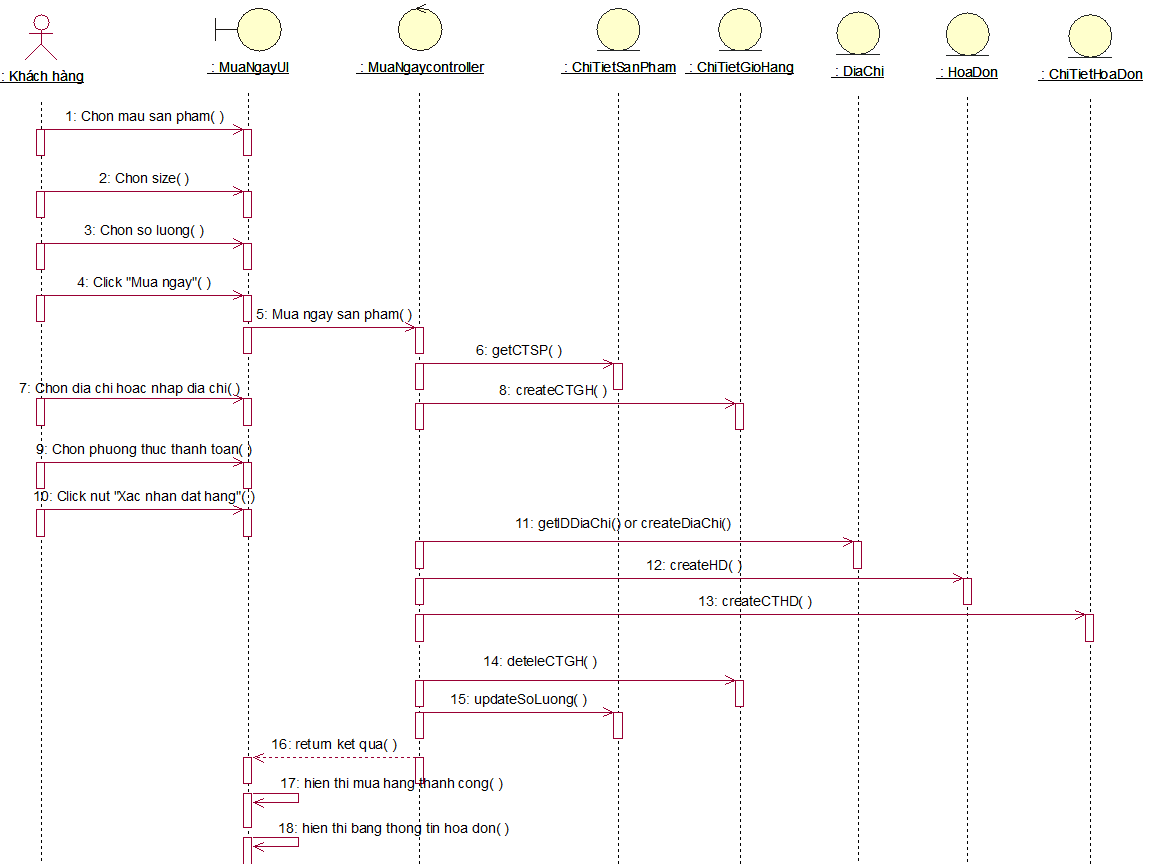 : Khách hàng
: MuaNgayUI
: MuaNgaycontroller
: ChiTietSanPham
: ChiTietGioHang
: DiaChi
: HoaDon
: ChiTietHoaDon
1: Chon mau san pham( )
2: Chon size( )
3: Chon so luong( )
4: Click "Mua ngay"( )
5: Mua ngay san pham( )
6: getCTSP( )
7: Chon dia chi hoac nhap dia chi( )
8: createCTGH( )
9: Chon phuong thuc thanh toan( )
10: Click nut "Xac nhan dat hang"( )
11: getIDDiaChi() or createDiaChi()
12: createHD( )
13: createCTHD( )
14: deteleCTGH( )
15: updateSoLuong( )
16: return ket qua( )
17: hien thi mua hang thanh cong( )
18: hien thi bang thong tin hoa don( )